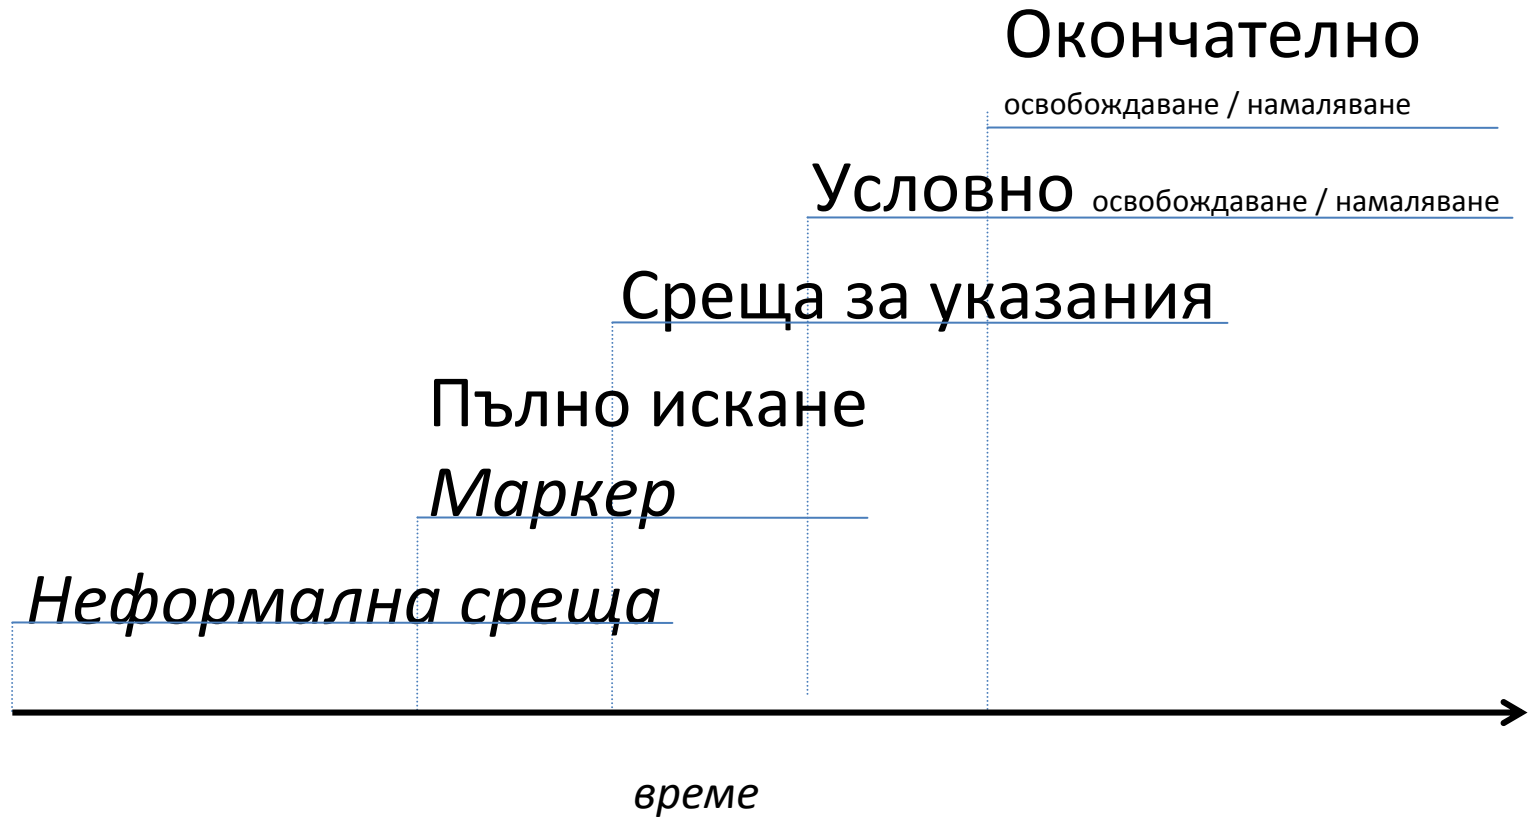 Окончателно
освобождаване / намаляване
Условно освобождаване / намаляване
Среща за указания
Пълно искане
Маркер
Неформална среща
време